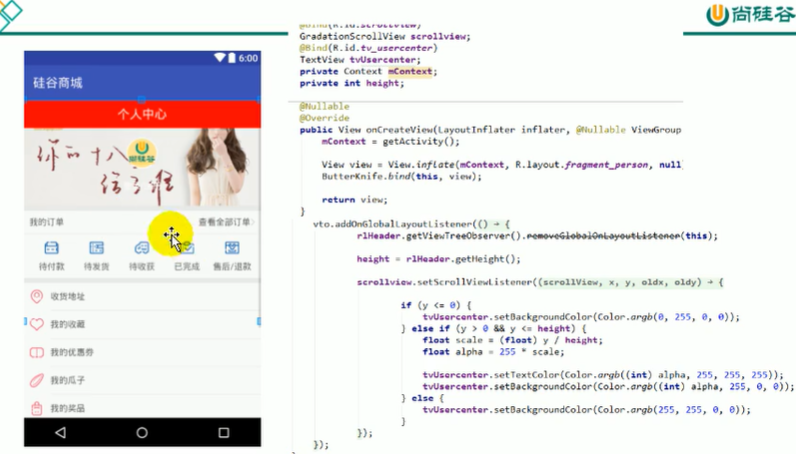 尚硅谷
6:00
硅谷商城
个人中心
尚硅谷
我的订单
查看全部订单
待付款
待发货
待收获
已完成
售后/退款
收货地址
我的收藏
我的优惠券
我的瓜子
我的奖品
@Bind(R.id.scrollview)
GradationScrollView scrollview;
@Bind(R.id.tv_usercenter)
TextView tvUsercenter;
private Context mContext;
private int height;
@Nullable
@Override
public View onCreateView(LayoutInflater inflater, @Nullable ViewGroup
mContext = getActivity();
View view = View.inflate(mContext, R.layout.fragment_person, null
ButterKnife.bind(this, view);
return view;
}
vto.addOnGlobalLayoutListener(() → {
rlHeader.getViewTreeObserver().removeGlobalOnLayoutListener(this);
height = rlHeader.getHeight();
scrollview.setScrollViewListener((scrollView, x, y, oldx, oldy) → {
if (y <= 0) {
tvUsercenter.setBackgroundColor(Color.argb(0, 255, 0, 0));
} else if (y > 0 && y <= height) {
float scale = (float) y / height;
float alpha = 255 * scale;
tvUsercenter.setTextColor(Color.argb((int) alpha, 255, 255, 255));
tvUsercenter.setBackgroundColor(Color.argb((int) alpha, 255, 0, 0));
} else {
tvUsercenter.setBackgroundColor(Color.argb(255, 255, 0, 0));
}
});
});